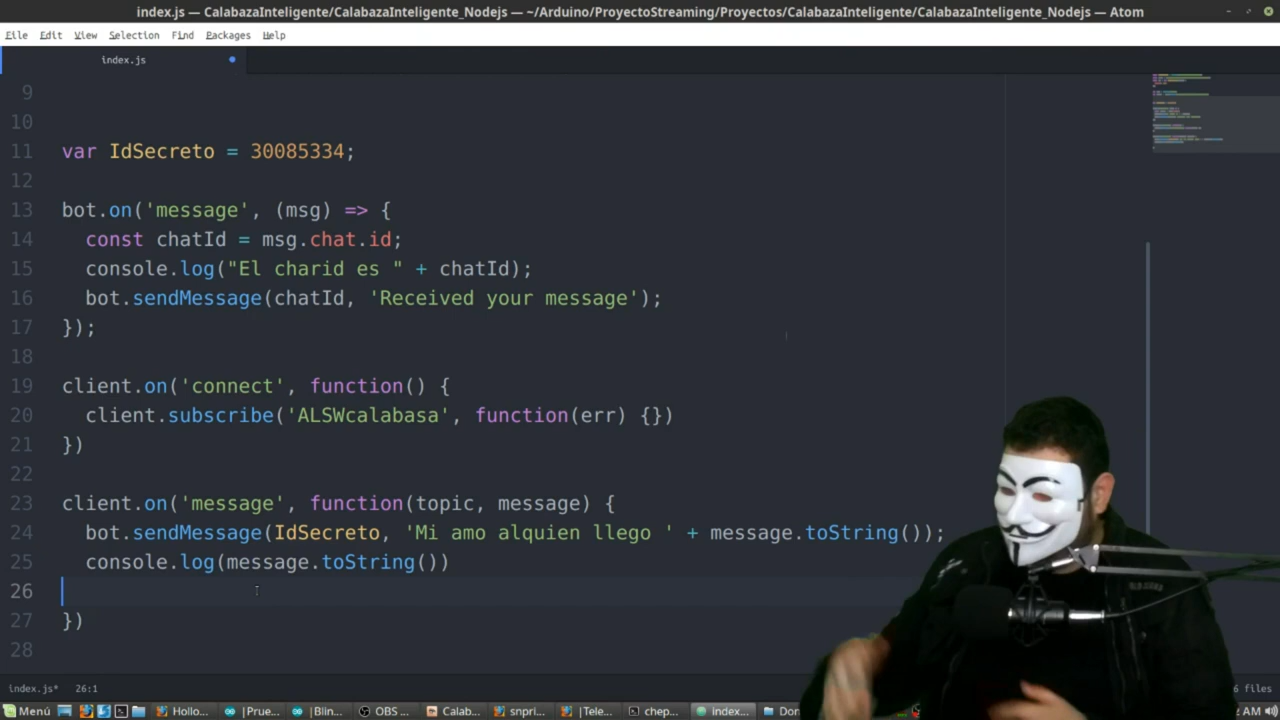 index.js — CalabazaInteligente/CalabazaInteligente_Nodejs — ~/Arduino/ProyectoStreaming/Proyectos/CalabazaInteligente/CalabazaInteligente_Nodejs — Atom
File Edit View Selection Find Packages Help
index.js
9
10
11 var IdSecreto = 30085334;
12
13 bot.on('message', (msg) => {
14 const chatId = msg.chat.id;
15 console.log("El charid es " + chatId);
16 bot.sendMessage(chatId, 'Received your message');
17 });
18
19 client.on('connect', function() {
20 client.subscribe('ALSWcalabasa', function(err) {})
21 })
22
23 client.on('message', function(topic, message) {
24 bot.sendMessage(IdSecreto, 'Mi amo alquien llego ' + message.toString());
25 console.log(message.toString())
26
27 })
28
index.js* 26:1 6 files
Menú Hollo... |Prue... |Blin... OBS ... Calab... snpri... |Tele... chep... index... Don AM